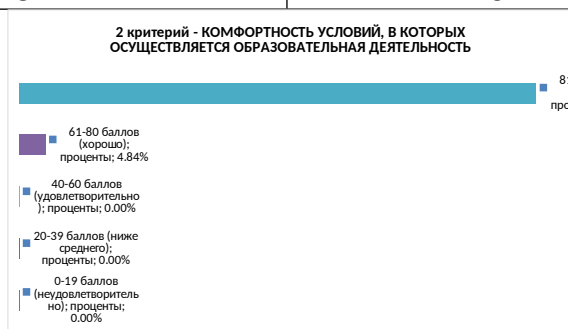 2 критерий - КОМФОРТНОСТЬ УСЛОВИЙ, В КОТОРЫХ
ОСУЩЕСТВЛЯЕТСЯ ОБРАЗОВАТЕЛЬНАЯ ДЕЯТЕЛЬНОСТЬ
61-80 баллов
(хорошо);
проценты; 4.84%
40-60 баллов
(удовлетворительно
); проценты; 0.00%
20-39 баллов (ниже
среднего);
проценты; 0.00%
0-19 баллов
(неудовлетворитель
но); проценты;
0.00%